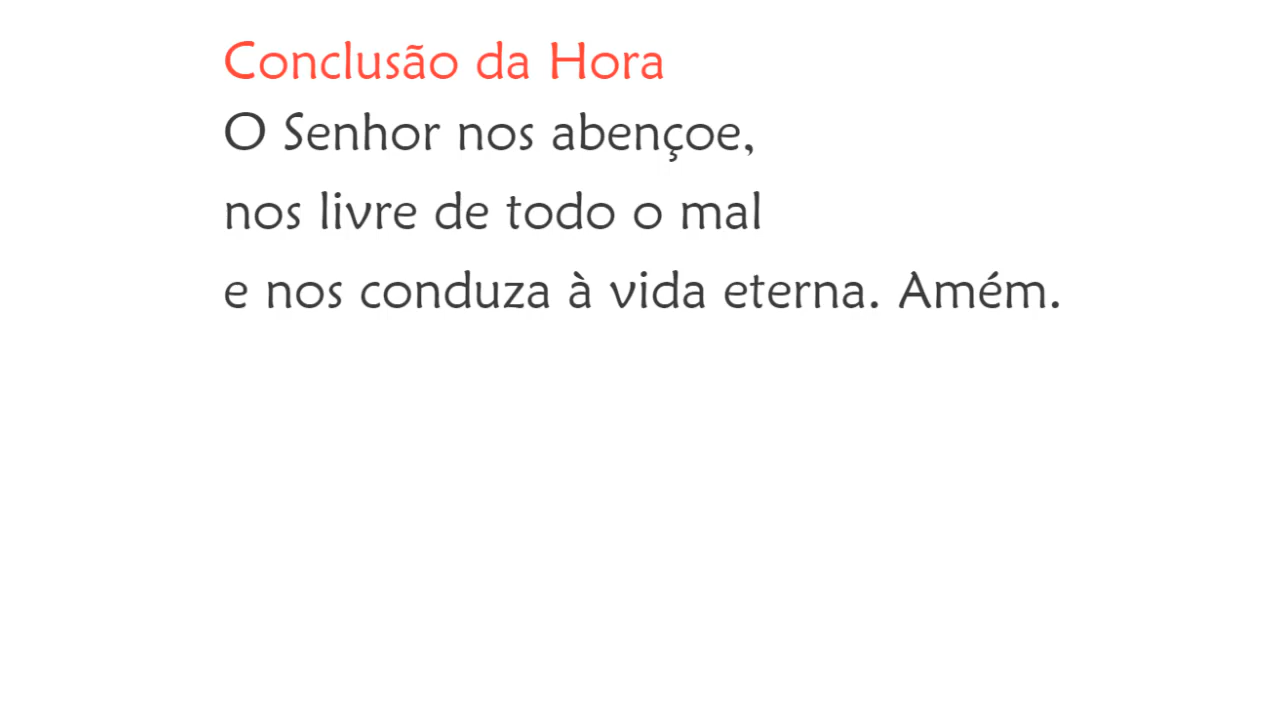 Conclusão da Hora
O Senhor nos abençoe,
nos livre de todo o mal
e nos conduza à vida eterna. Amém.